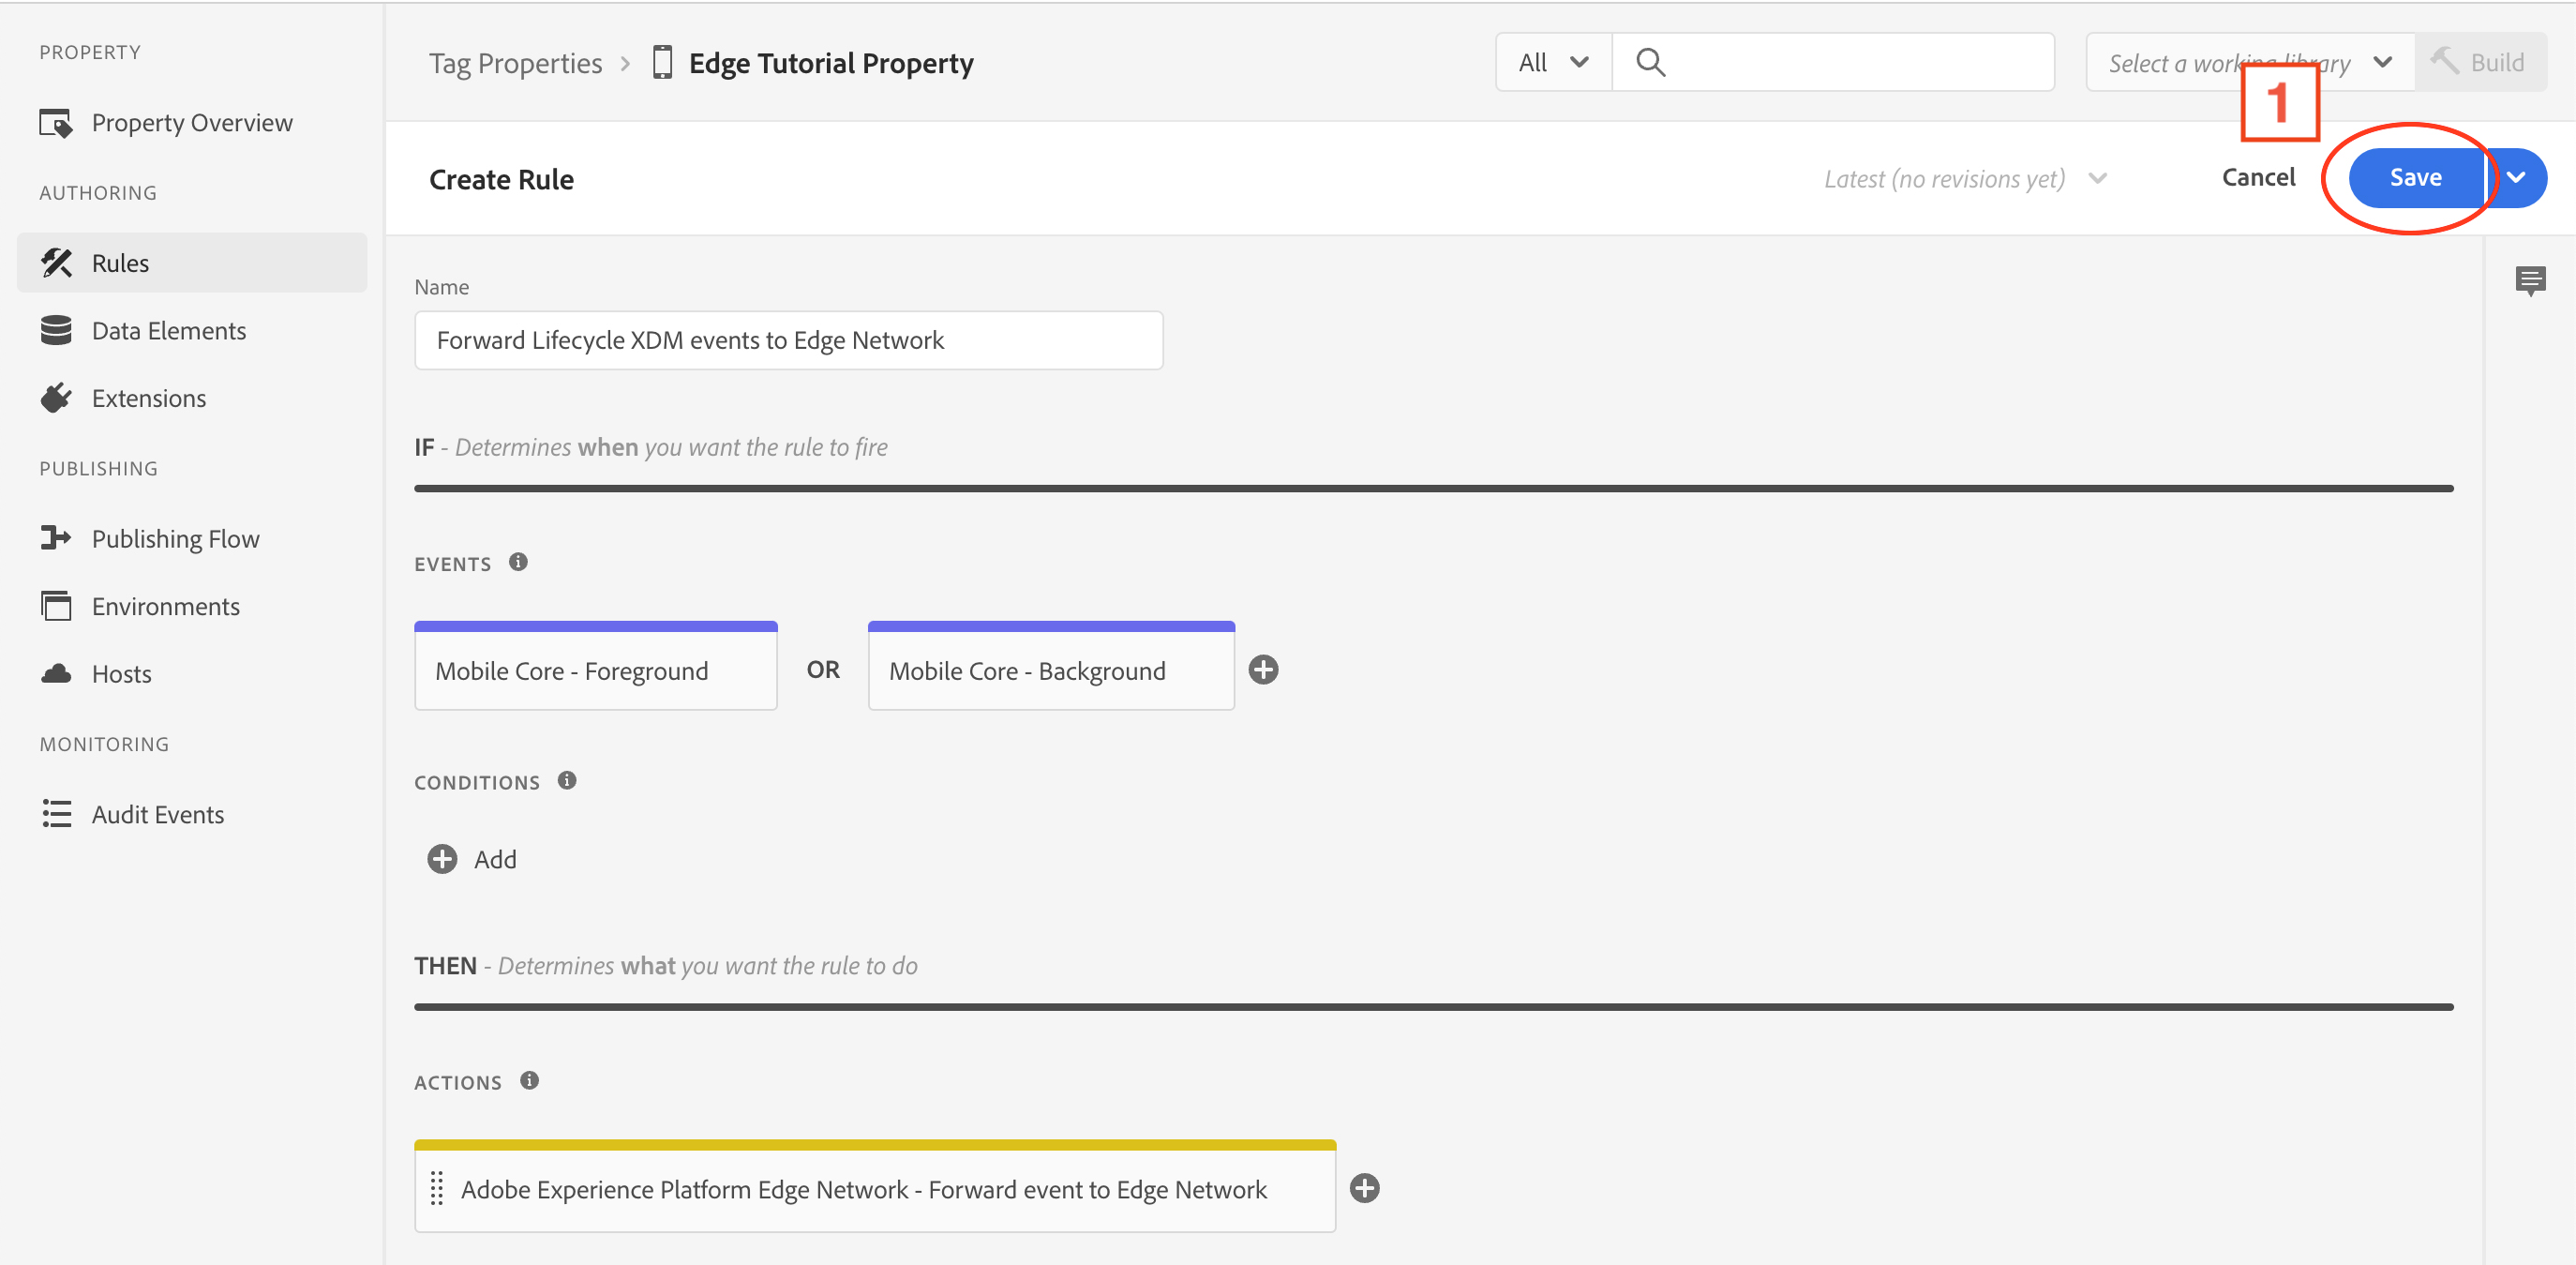 PROPERTY
Property Overview
AUTHORING
Rules
Data Elements
Extensions
PUBLISHING
Publishing Flow
Environments
Hosts
MONITORING
Audit Events
Tag Properties > Edge Tutorial Property
All
Select a working library
Build
1
Create Rule
Latest (no revisions yet)
Cancel
Save
Name
Forward Lifecycle XDM events to Edge Network
IF - Determines when you want the rule to fire
EVENTS
Mobile Core - Foreground OR Mobile Core - Background
CONDITIONS
Add
THEN - Determines what you want the rule to do
ACTIONS
Adobe Experience Platform Edge Network - Forward event to Edge Network